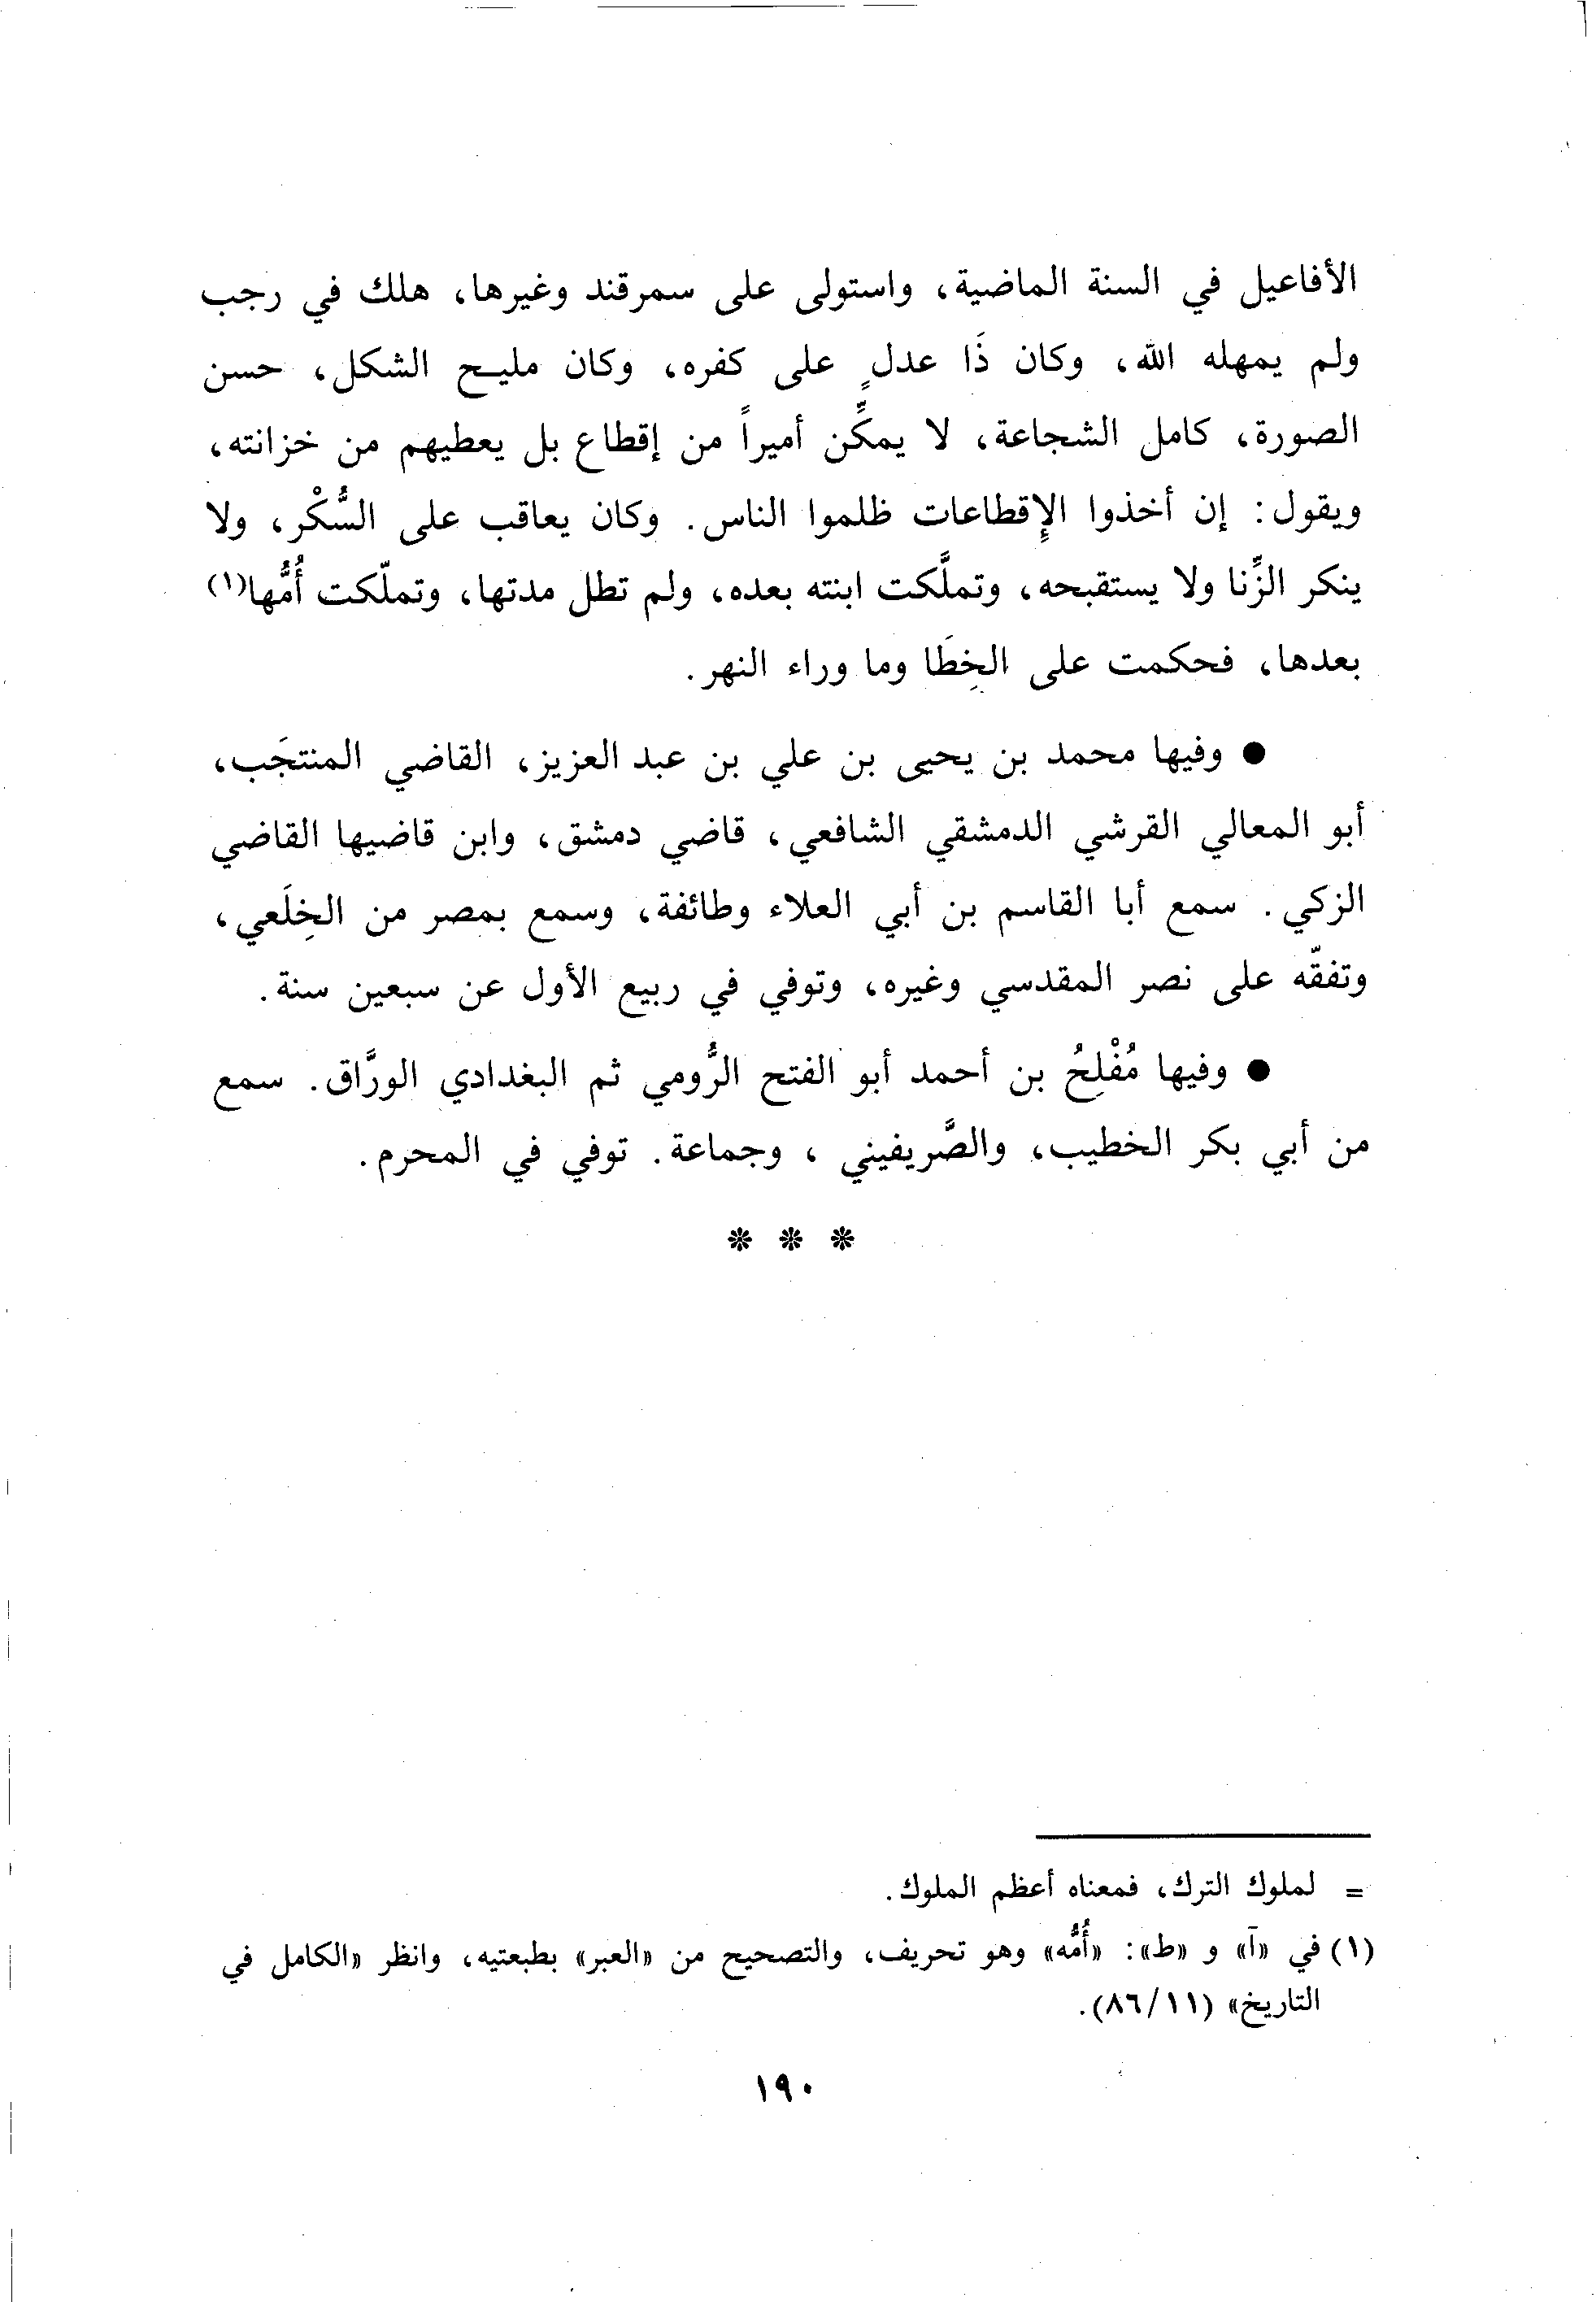 الأفاعيل في السنة الماضية، واستولى على سمرقند وغيرها، هلك في رجب
ولم يمهله الله، وكان ذَا عدلٍ على كفره، وكان مليح الشكل، حسن
الصورة، كامل الشجاعة، لا يمكِّن أميراً من إقطاع بل يعطيهم من خزانته،
ويقول: إن أخذوا الإِقطاعات ظلموا الناس. وكان يعاقب على السُّكْر، ولا
ينكر الزِّنا ولا يستقبحه، وتملَّكت ابنته بعده، ولم تطل مدتها، وتملّكت أُمُّها(١)
بعدها، فحكمت على الخِطَا وما وراء النهر.
● وفيها محمد بن يحيى بن علي بن عبد العزيز، القاضي المنتجَب،
أبو المعالي القرشي الدمشقي الشافعي، قاضي دمشق، وابن قاضيها القاضي
الزكي. سمع أبا القاسم بن أبي العلاء وطائفة، وسمع بمصر من الخِلَعي،
وتفقّه على نصر المقدسي وغيره، وتوفي في ربيع الأول عن سبعين سنة.
● وفيها مُفْلِحُ بن أحمد أبو الفتح الرُّومي ثم البغدادي الورَّاق. سمع
من أبي بكر الخطيب، والصَّريفيني، وجماعة. توفي في المحرم.
* * *
= لملوك الترك، فمعناه أعظم الملوك.
(١) في «آ» و «ط»: «أُمُّه» وهو تحريف، والتصحيح من «العبر» بطبعتيه، وانظر «الكامل في
التاريخ» (٨٦/١١).
١٩٠